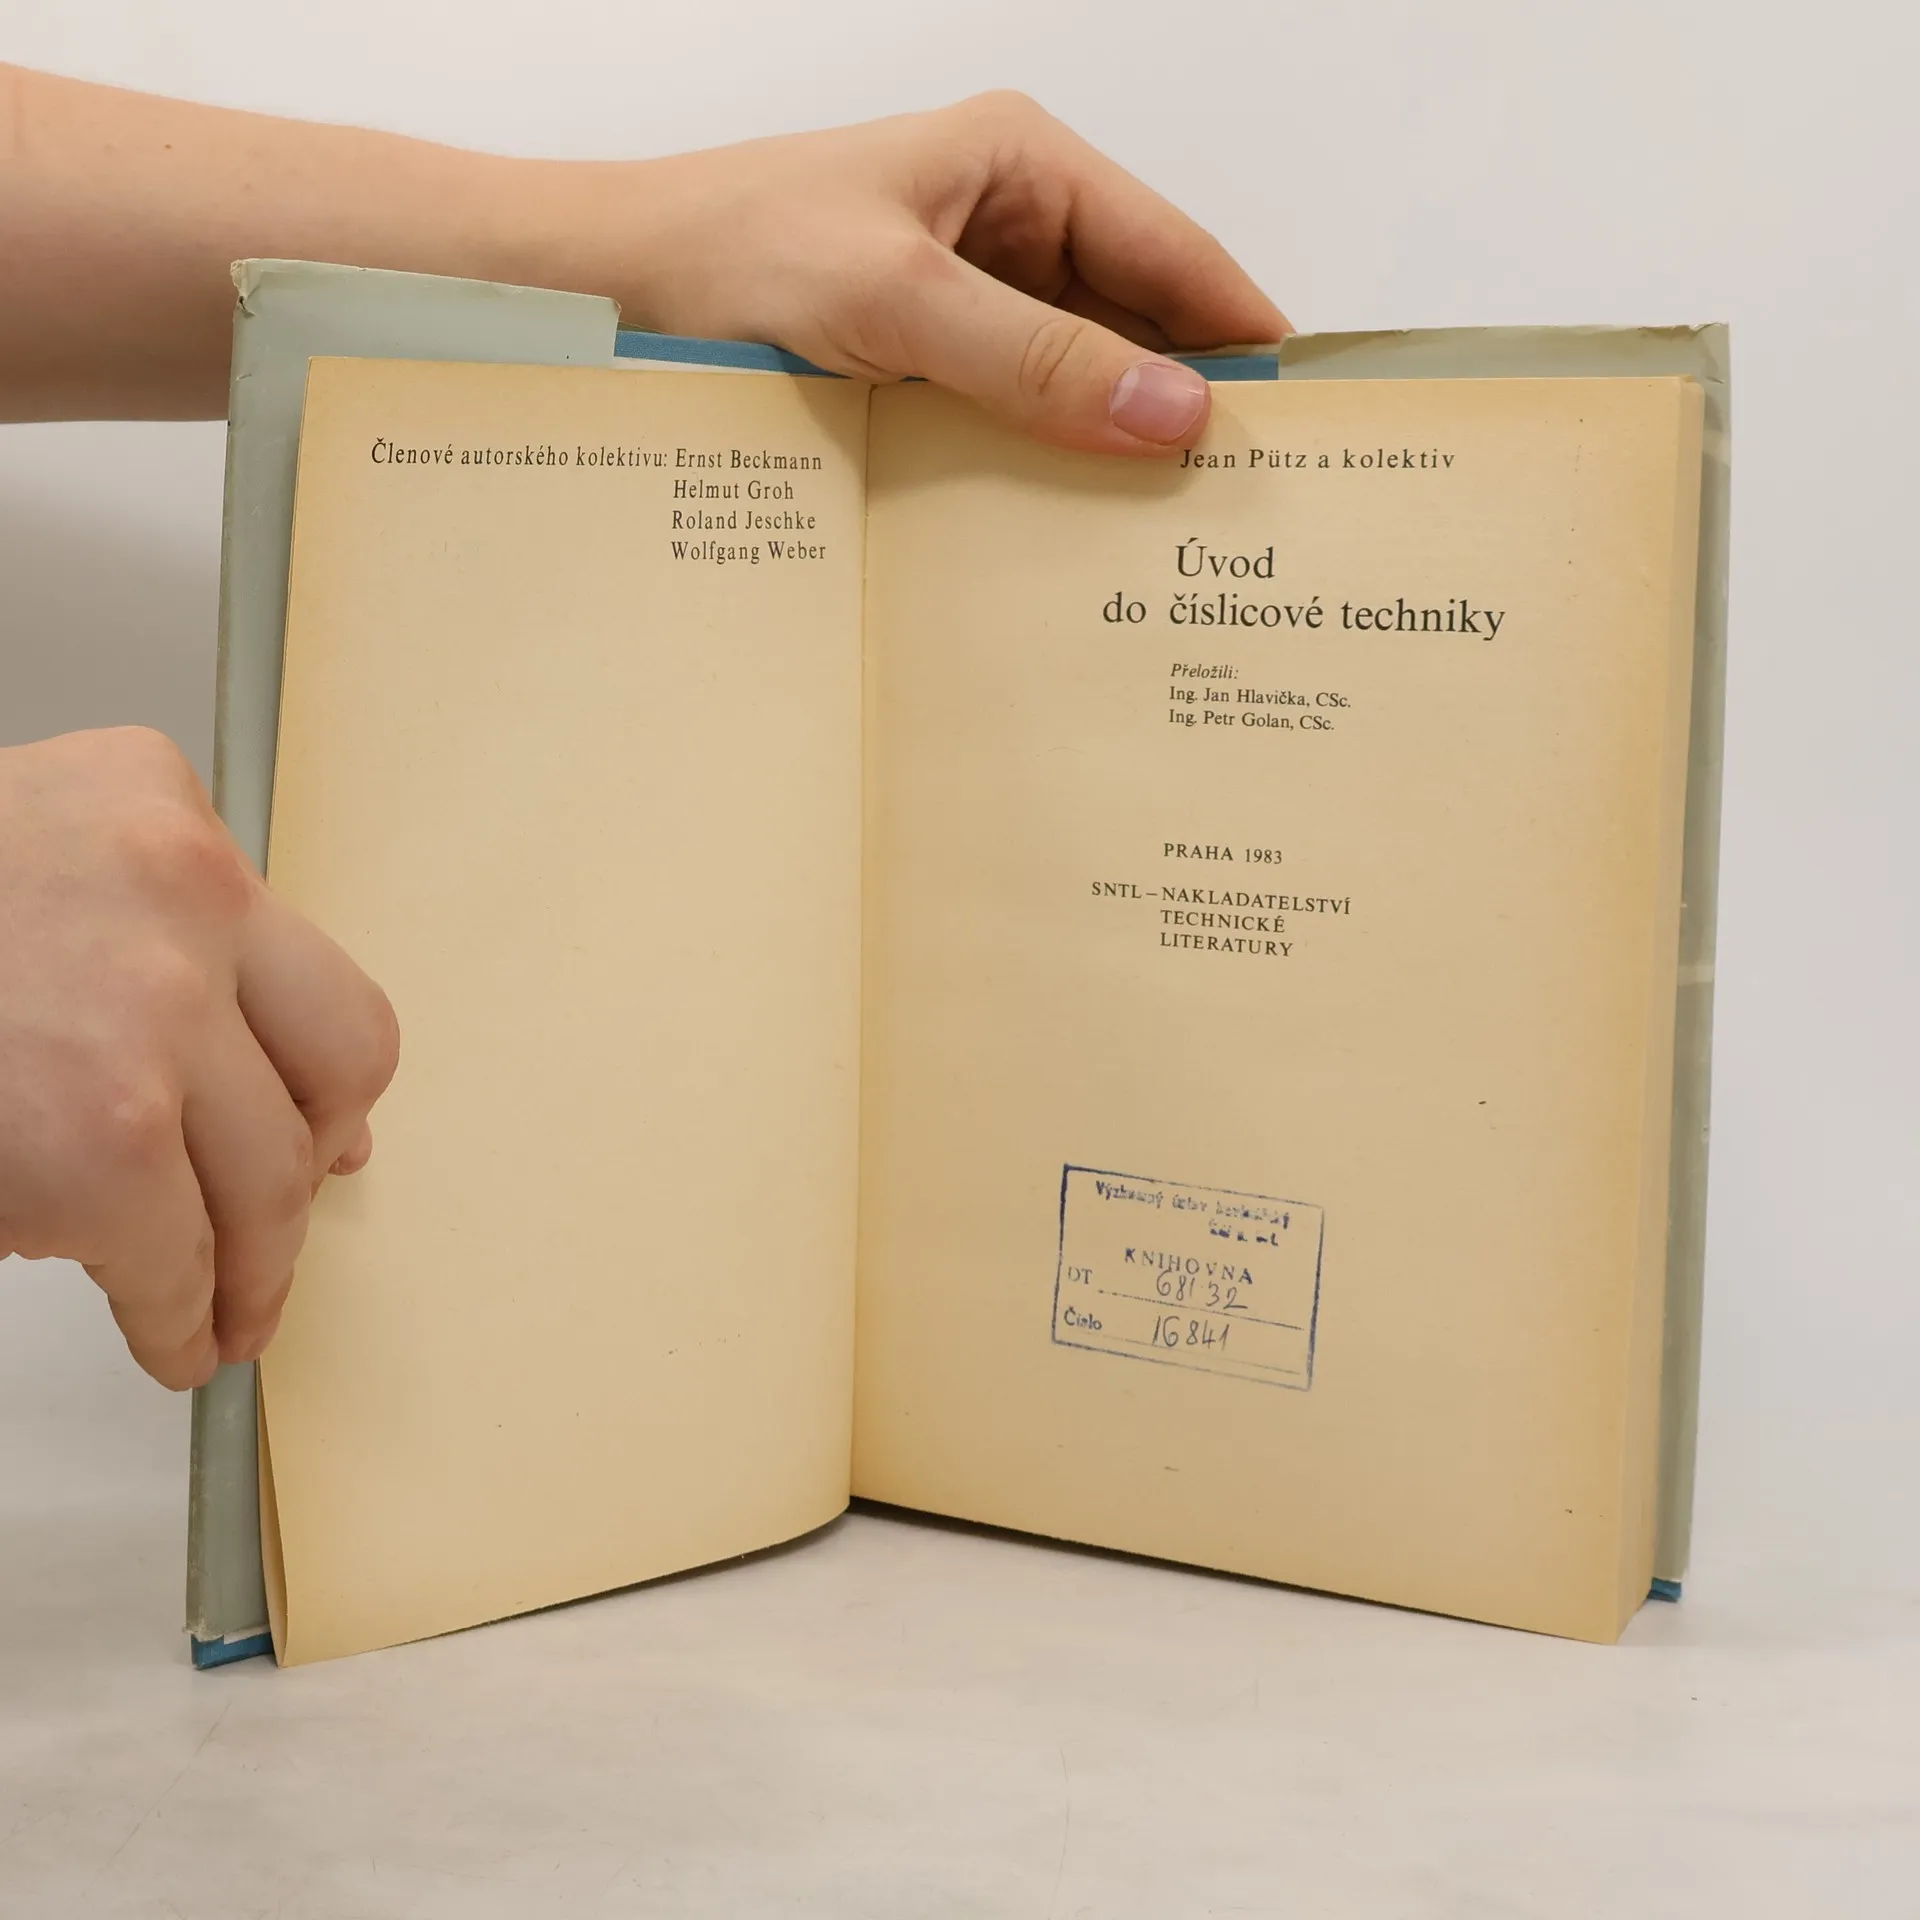 Členové autorského kolektivu: Ernst Beckmann
Helmut Groh
Roland Jeschke
Wolfgang Weber
Jean Pütz a kolektiv
Úvod
do číslicové techniky
Přeložili:
Ing. Jan Hlavička, CSc.
Ing. Petr Golan, CSc.
PRAHA 1983
SNTL – NAKLADATELSTVÍ
TECHNICKÉ
LITERATURY
Výzkumný ústav
KNIHOVNA
DT 681·32
Číslo 16841